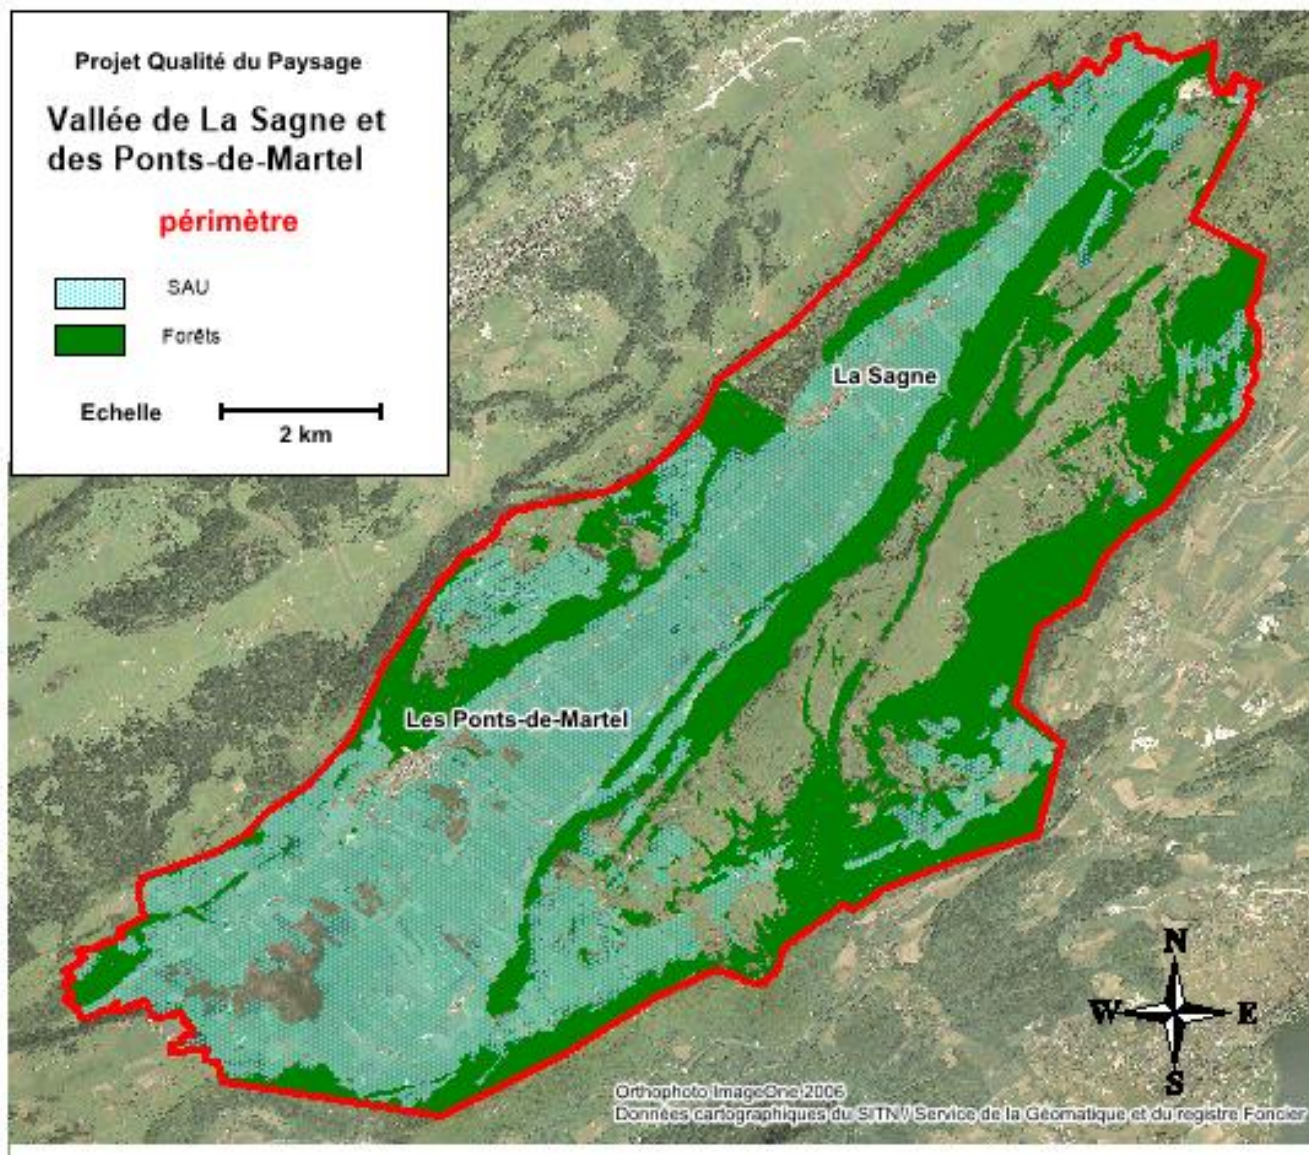 Projet Qualité du Paysage
Vallée de La Sagne et
des Ponts-de-Martel
périmètre
SAU
Forêts
Echelle
2 km
La Sagne
Les Ponts-de-Martel
N
W
E
S
Orthophoto ImageOne 2006
Données cartographiques du SITN / Service de la Géomatique et du registre Foncier